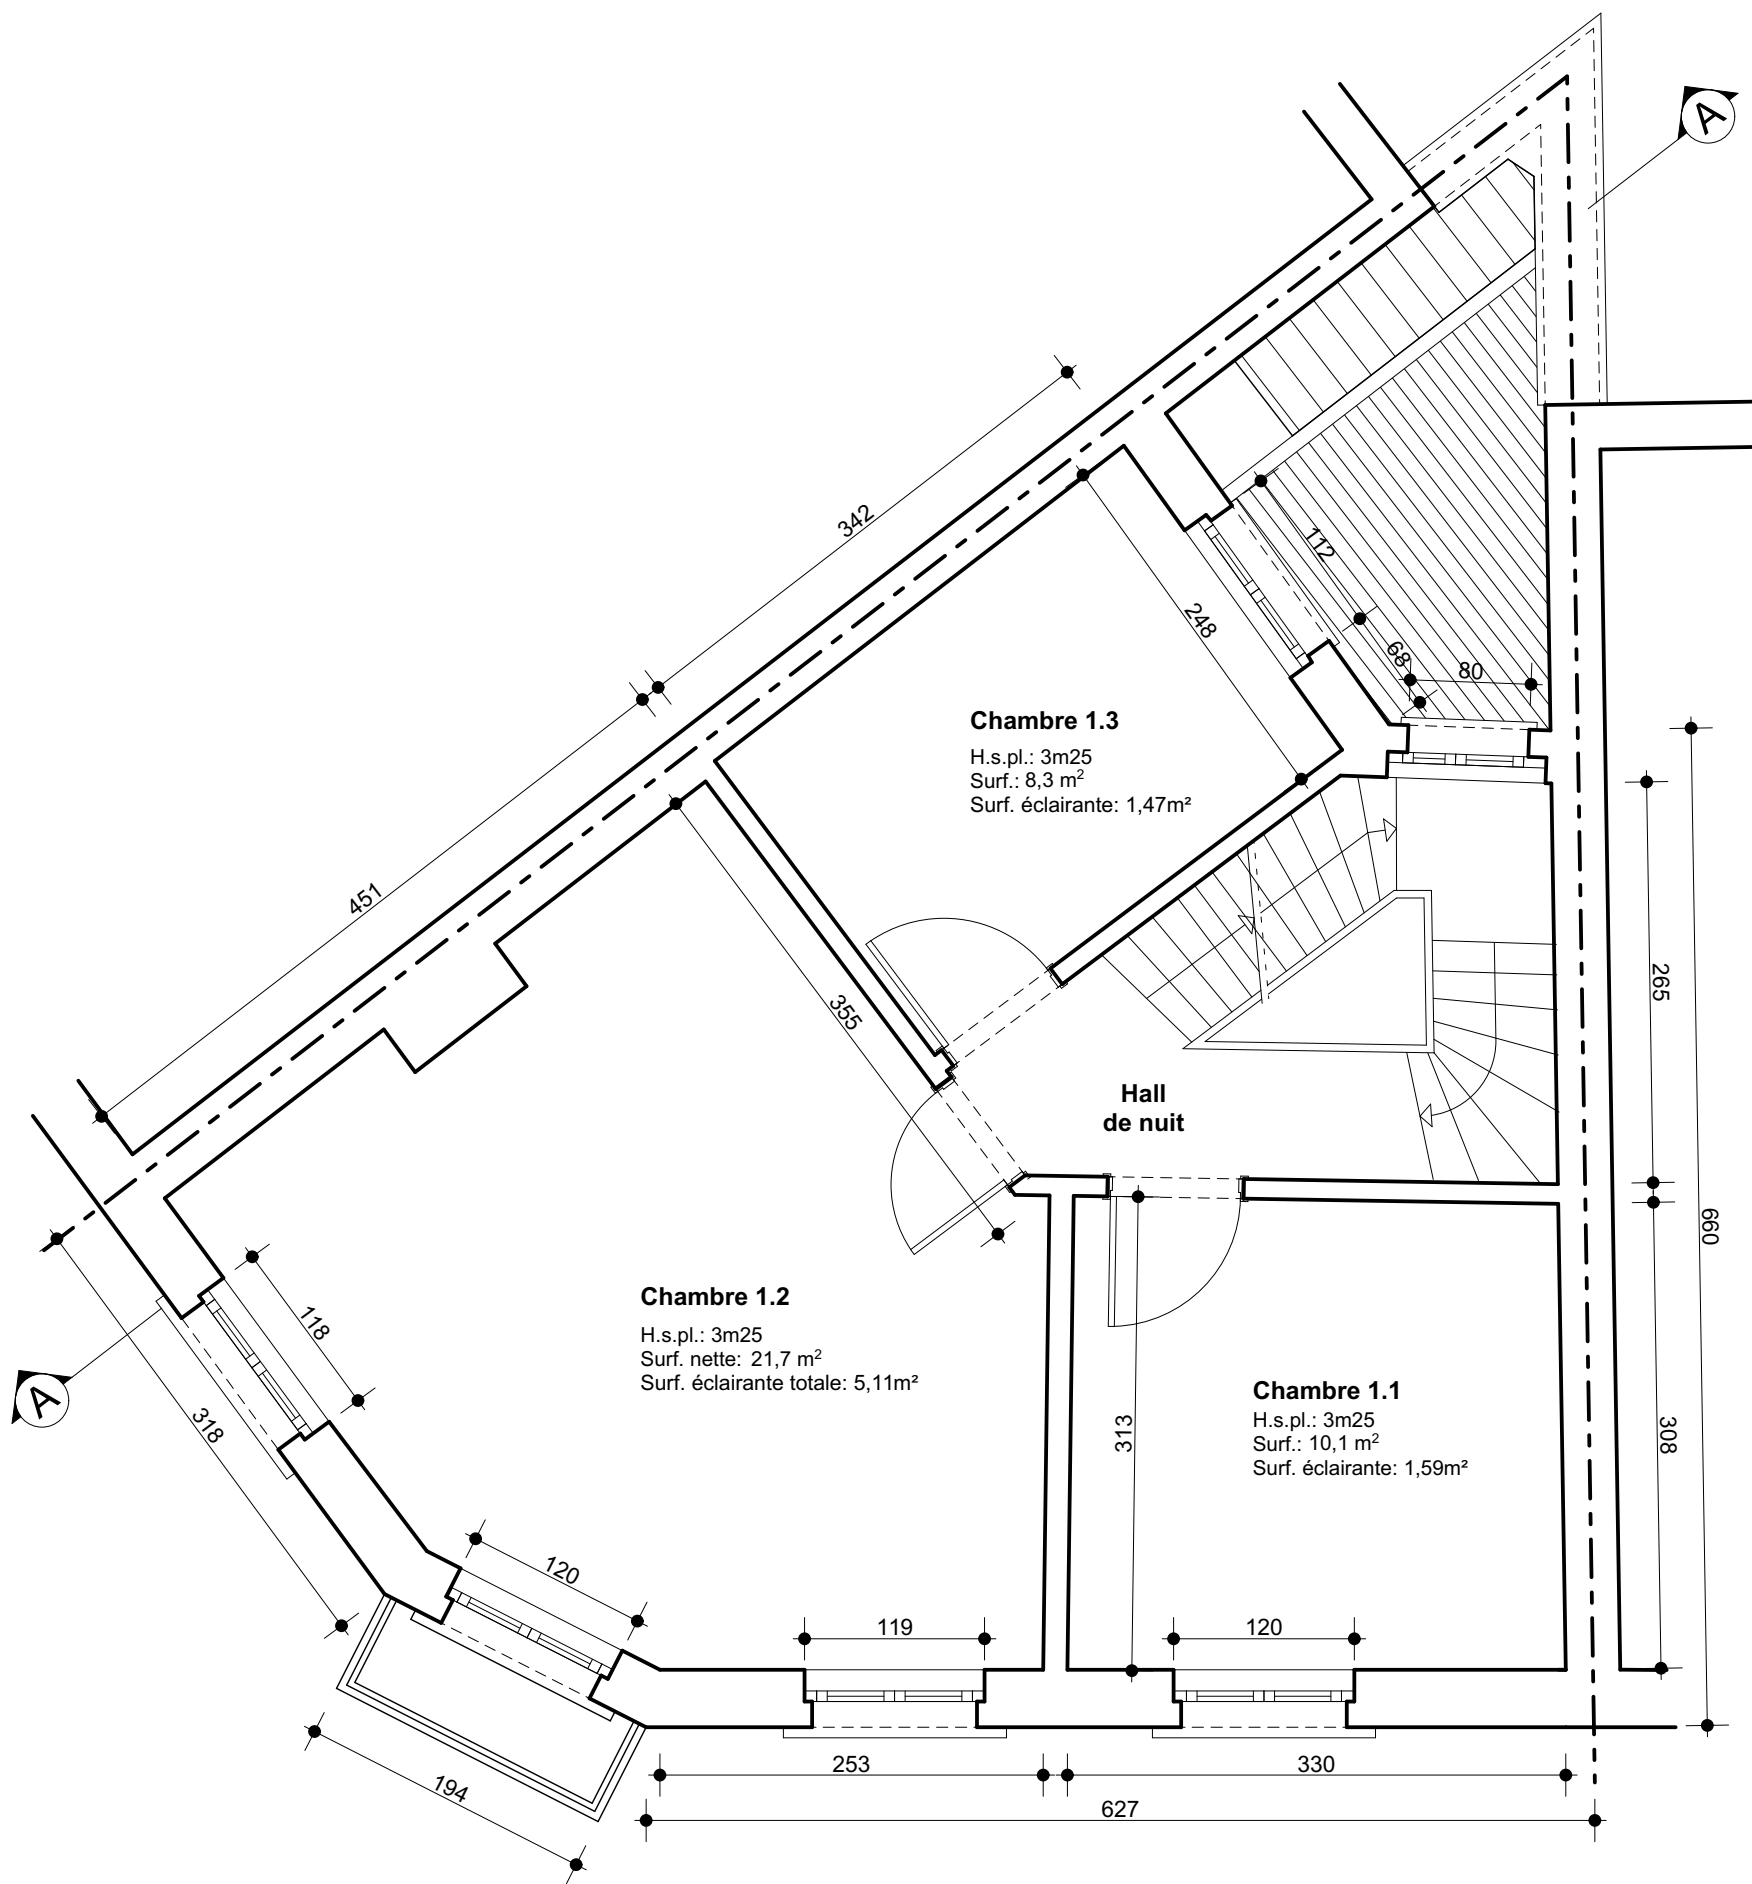 A
342
112
248
68
80
Chambre 1.3
H.s.pl.: 3m25
Surf.: 8,3 m²
Surf. éclairante: 1,47m²
451
355
265
Hall
de nuit
660
Chambre 1.2
H.s.pl.: 3m25
Surf. nette: 21,7 m²
Surf. éclairante totale: 5,11m²
118
A
318
Chambre 1.1
H.s.pl.: 3m25
Surf.: 10,1 m²
Surf. éclairante: 1,59m²
313
308
120
119
120
194
253
330
627